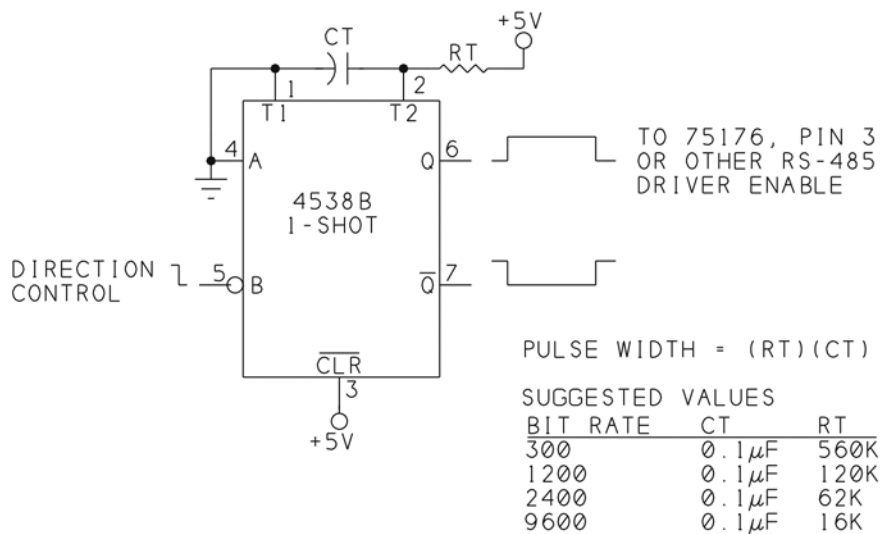 +5V
CT
RT
1
2
T1
T2
4
A
Q
6
TO 75176, PIN 3
OR OTHER RS-485
DRIVER ENABLE
4538B
1-SHOT
DIRECTION
CONTROL
5
B
Q̅
7
C̅L̅R̅
3
+5V
PULSE WIDTH = (RT)(CT)
SUGGESTED VALUES
BIT RATE CT RT
300 0.1µF 560K
1200 0.1µF 120K
2400 0.1µF 62K
9600 0.1µF 16K